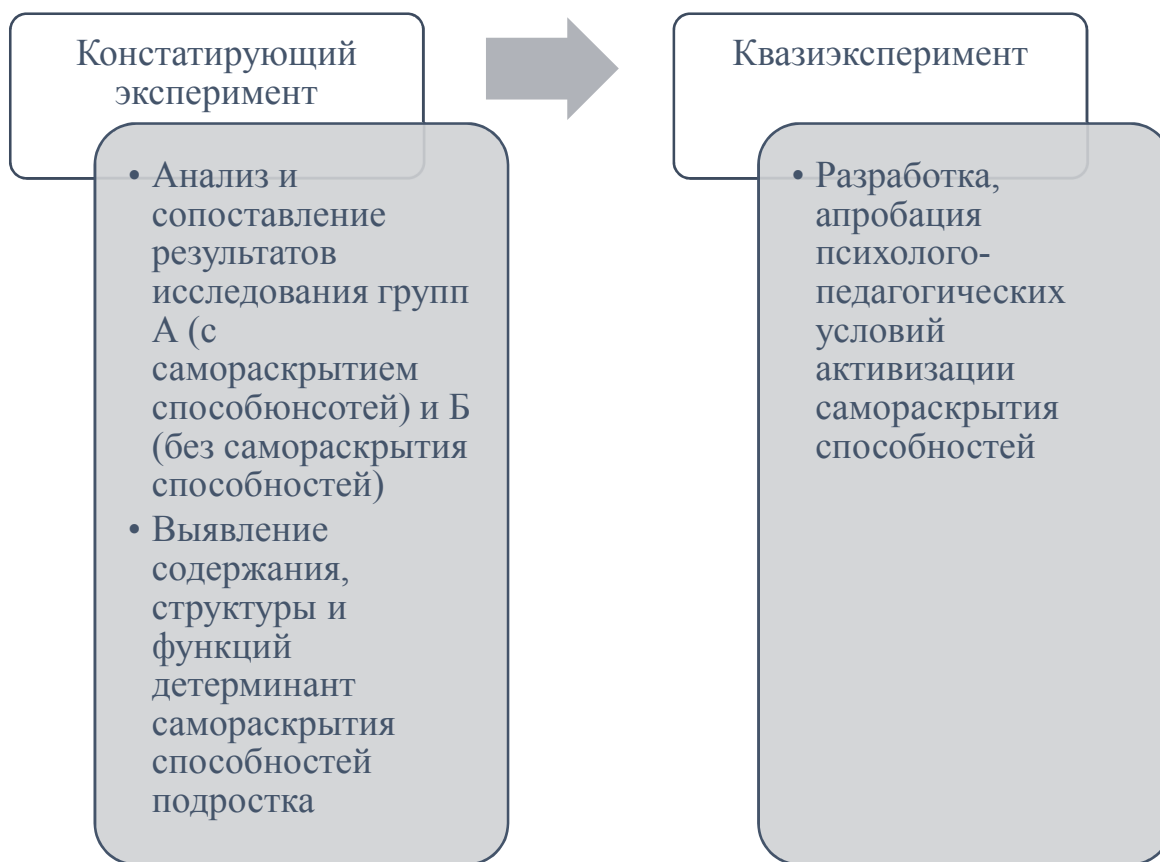 Констатирующий
эксперимент
• Анализ и
сопоставление
результатов
исследования групп
А (с
самораскрытием
способюнсотей) и Б
(без самораскрытия
способностей)
• Выявление
содержания,
структуры и
функций
детерминант
самораскрытия
способностей
подростка
Квазиэксперимент
• Разработка,
апробация
психолого-
педагогических
условий
активизации
самораскрытия
способностей